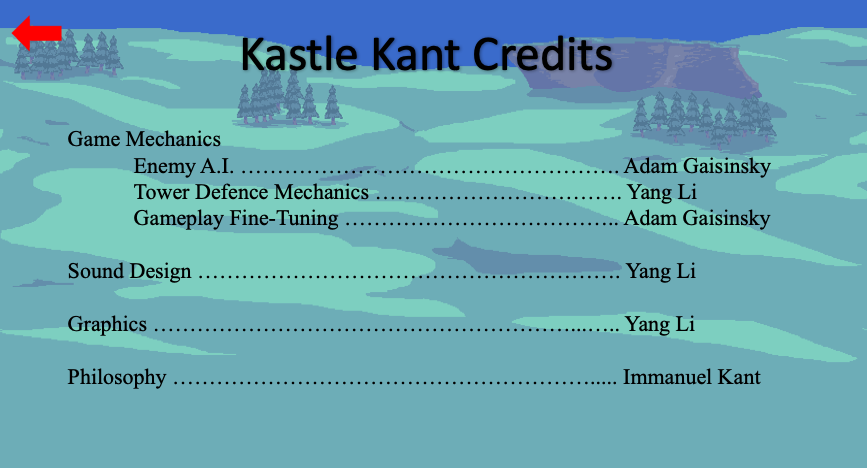 Kastle Kant Credits
Game Mechanics
Enemy A.I. ……………………………………………. Adam Gaisinsky
Tower Defence Mechanics ……………………………. Yang Li
Gameplay Fine-Tuning ……………………………….. Adam Gaisinsky
Sound Design …………………………………………………. Yang Li
Graphics …………………………………………………...….. Yang Li
Philosophy …………………………………………………..... Immanuel Kant